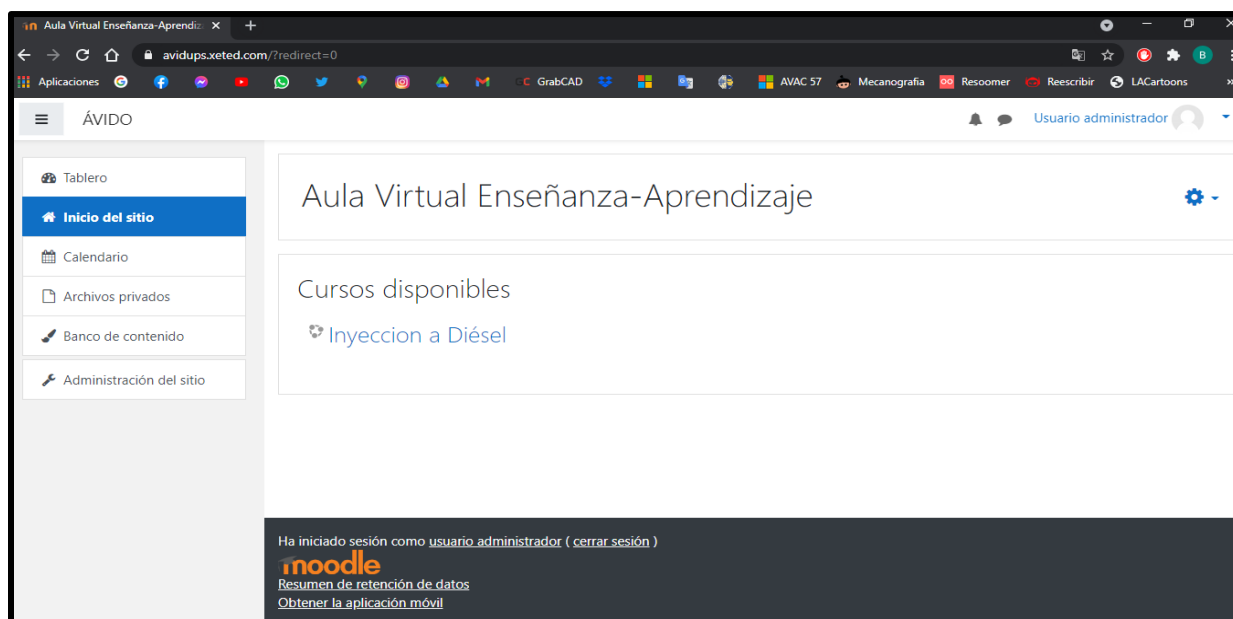 Aula Virtual Enseñanza-Aprendiz
avidups.xeted.com/?redirect=0
Aplicaciones GrabCAD AVAC 57 Mecanografia Resoomer Reescribir LACartoons »
ÁVIDO Usuario administrador
Tablero
Inicio del sitio
Calendario
Archivos privados
Banco de contenido
Administración del sitio
Aula Virtual Enseñanza-Aprendizaje
Cursos disponibles
Inyeccion a Diésel
Ha iniciado sesión como usuario administrador ( cerrar sesión )
moodle
Resumen de retención de datos
Obtener la aplicación móvil